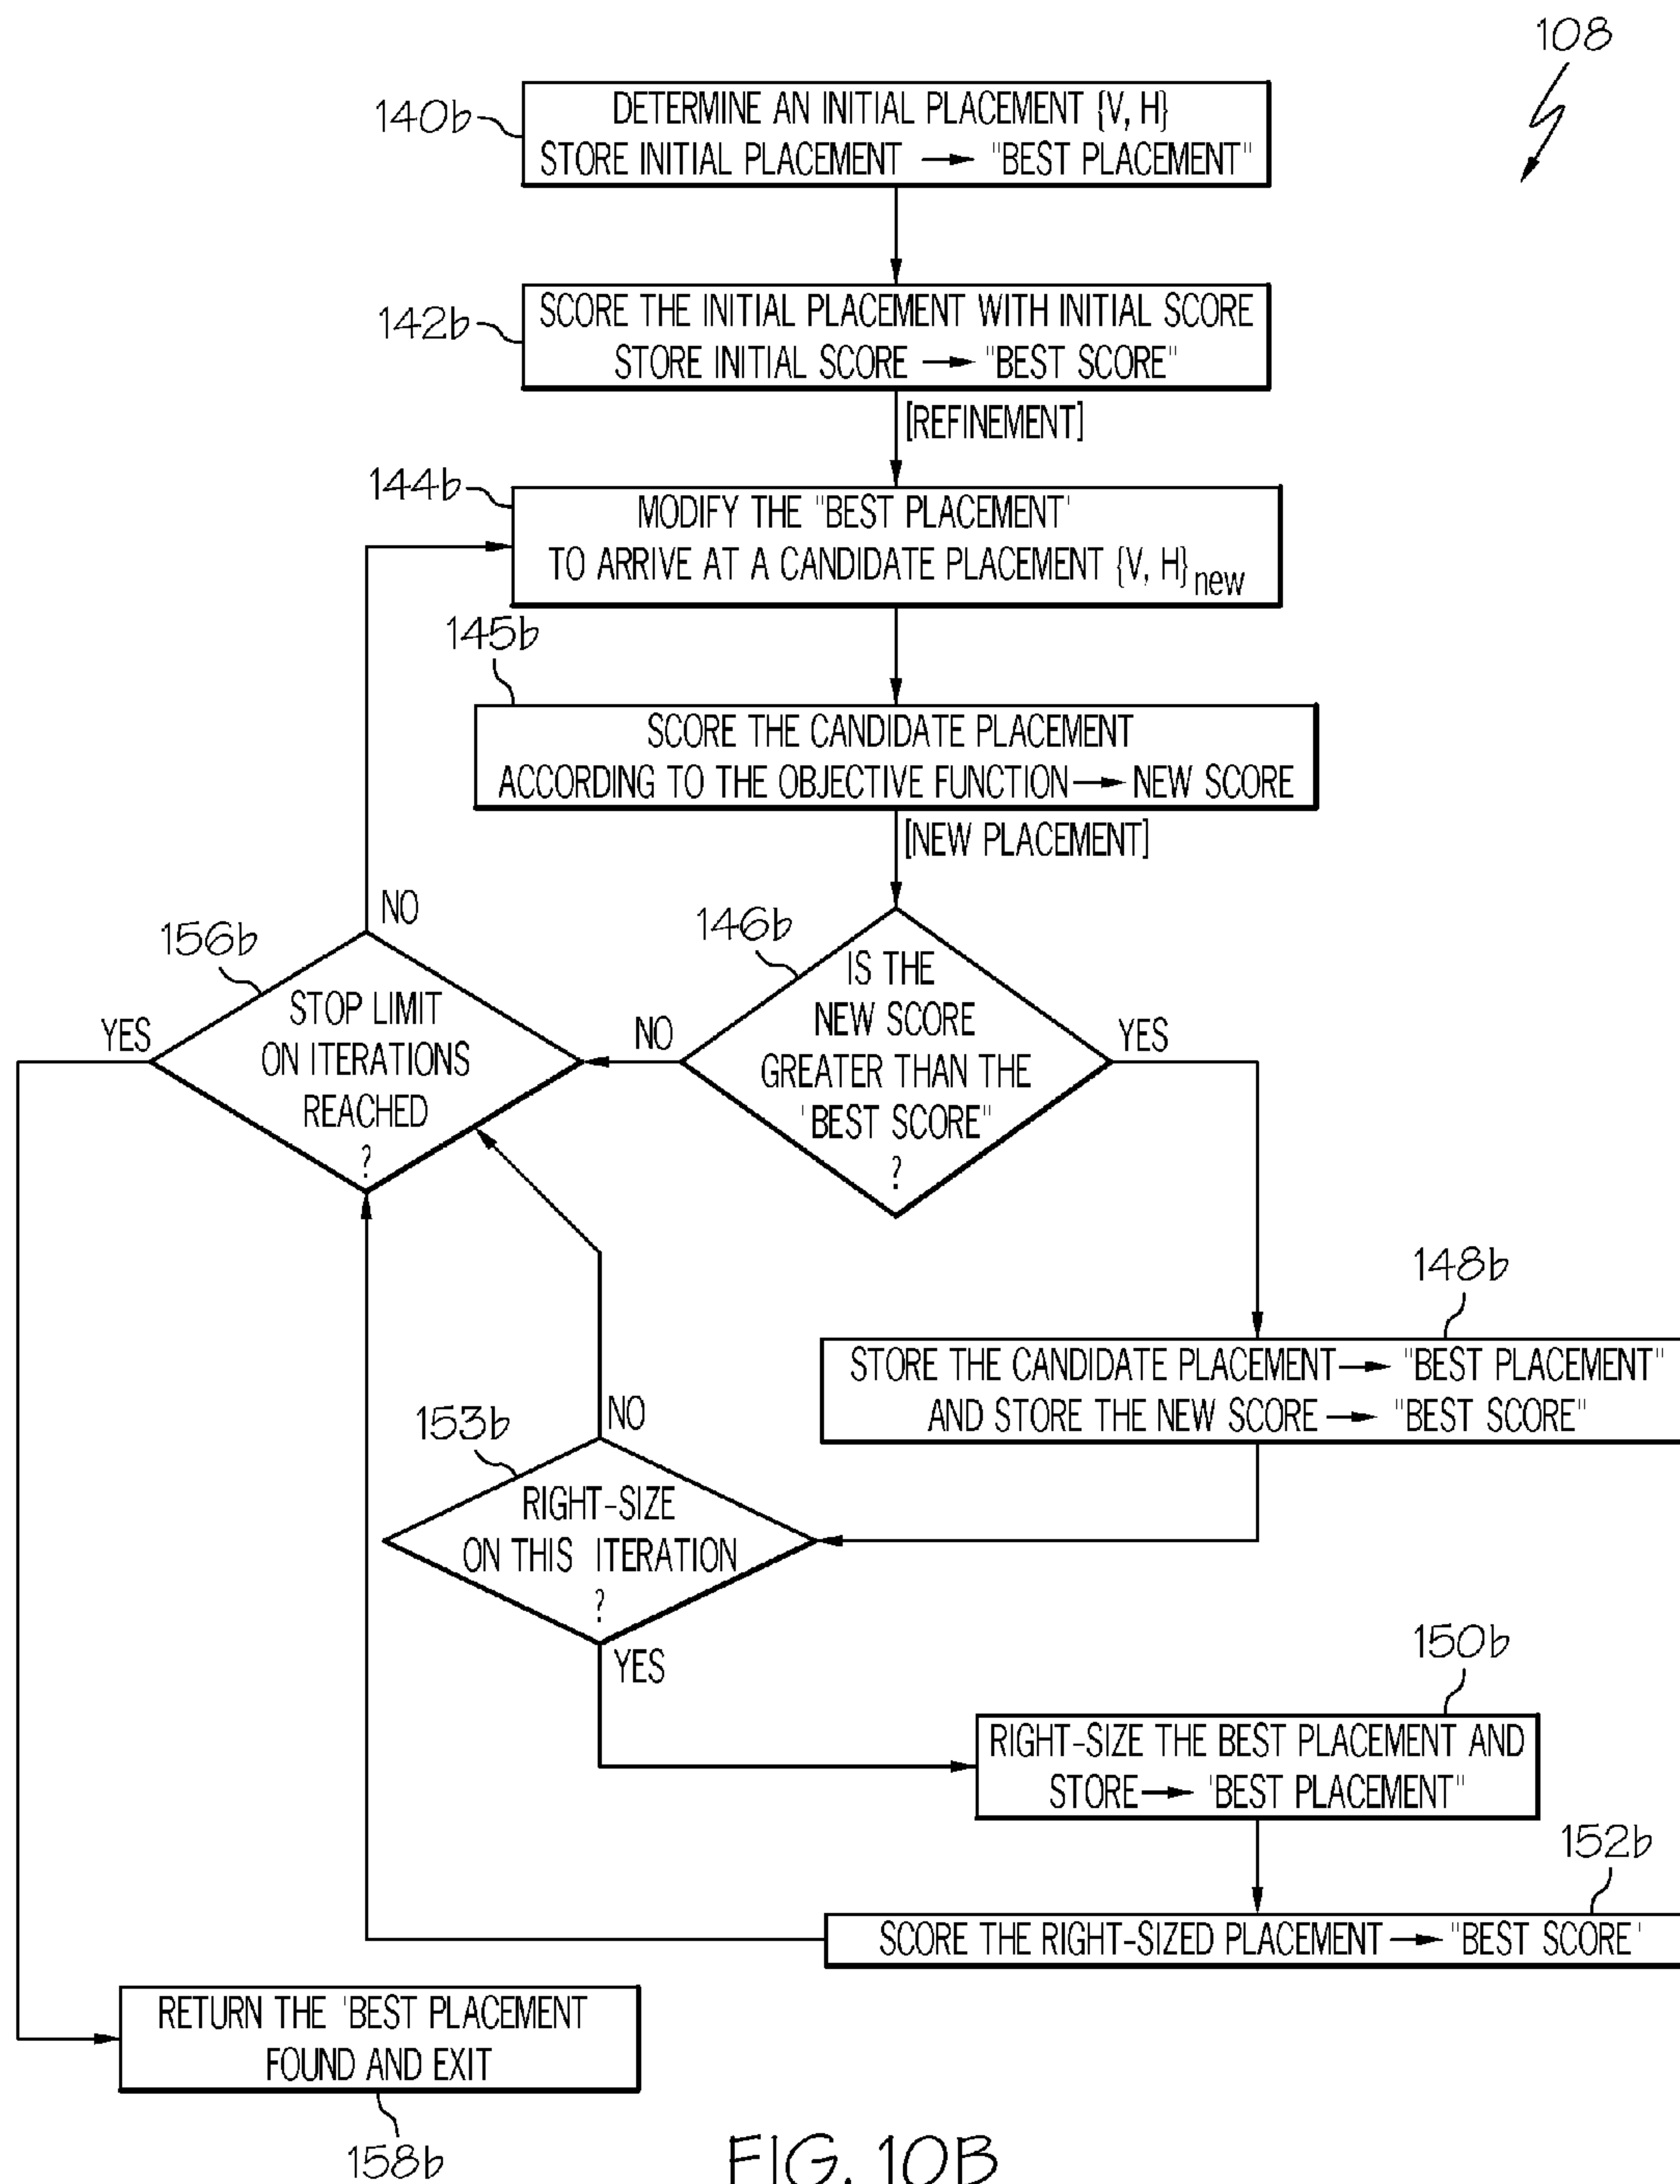 108
140b
DETERMINE AN INITIAL PLACEMENT {V, H}
STORE INITIAL PLACEMENT → "BEST PLACEMENT"
142b
SCORE THE INITIAL PLACEMENT WITH INITIAL SCORE
STORE INITIAL SCORE → "BEST SCORE"
[REFINEMENT]
144b
MODIFY THE "BEST PLACEMENT'
TO ARRIVE AT A CANDIDATE PLACEMENT {V, H}new
145b
SCORE THE CANDIDATE PLACEMENT
ACCORDING TO THE OBJECTIVE FUNCTION → NEW SCORE
[NEW PLACEMENT]
146b
IS THE
NEW SCORE
GREATER THAN THE
'BEST SCORE"
?
NO
YES
156b
STOP LIMIT
ON ITERATIONS
REACHED
?
NO
YES
148b
STORE THE CANDIDATE PLACEMENT → "BEST PLACEMENT"
AND STORE THE NEW SCORE → "BEST SCORE"
153b
RIGHT-SIZE
ON THIS ITERATION
?
NO
YES
150b
RIGHT-SIZE THE BEST PLACEMENT AND
STORE → 'BEST PLACEMENT"
152b
SCORE THE RIGHT-SIZED PLACEMENT → "BEST SCORE'
RETURN THE 'BEST PLACEMENT
FOUND AND EXIT
158b
FIG. 10B